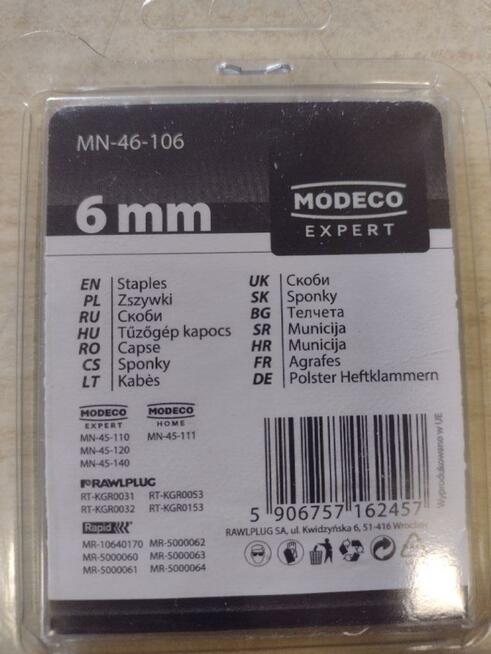 MN-46-106
6 mm
MODECO
EXPERT
EN Staples
PL Zszywki
RU Скоби
HU Tűzőgép kapocs
RO Capse
CS Sponky
LT Kabės
UK Скоби
SK Sponky
BG Телчета
SR Municija
HR Municija
FR Agrafes
DE Polster Heftklammern
MODECO EXPERT
MN-45-110
MN-45-120
MN-45-140
MODECO HOME
MN-45-111
RAWLPLUG
RT-KGR0031 RT-KGR0053
RT-KGR0032 RT-KGR0153
Rapid
MR-10640170 MR-5000062
MR-5000060 MR-5000063
MR-5000061 MR-5000064
5 906757 162457
RAWLPLUG SA, ul. Kwidzyńska 6, 51-416 Wrocław
Wyprodukowano w UE